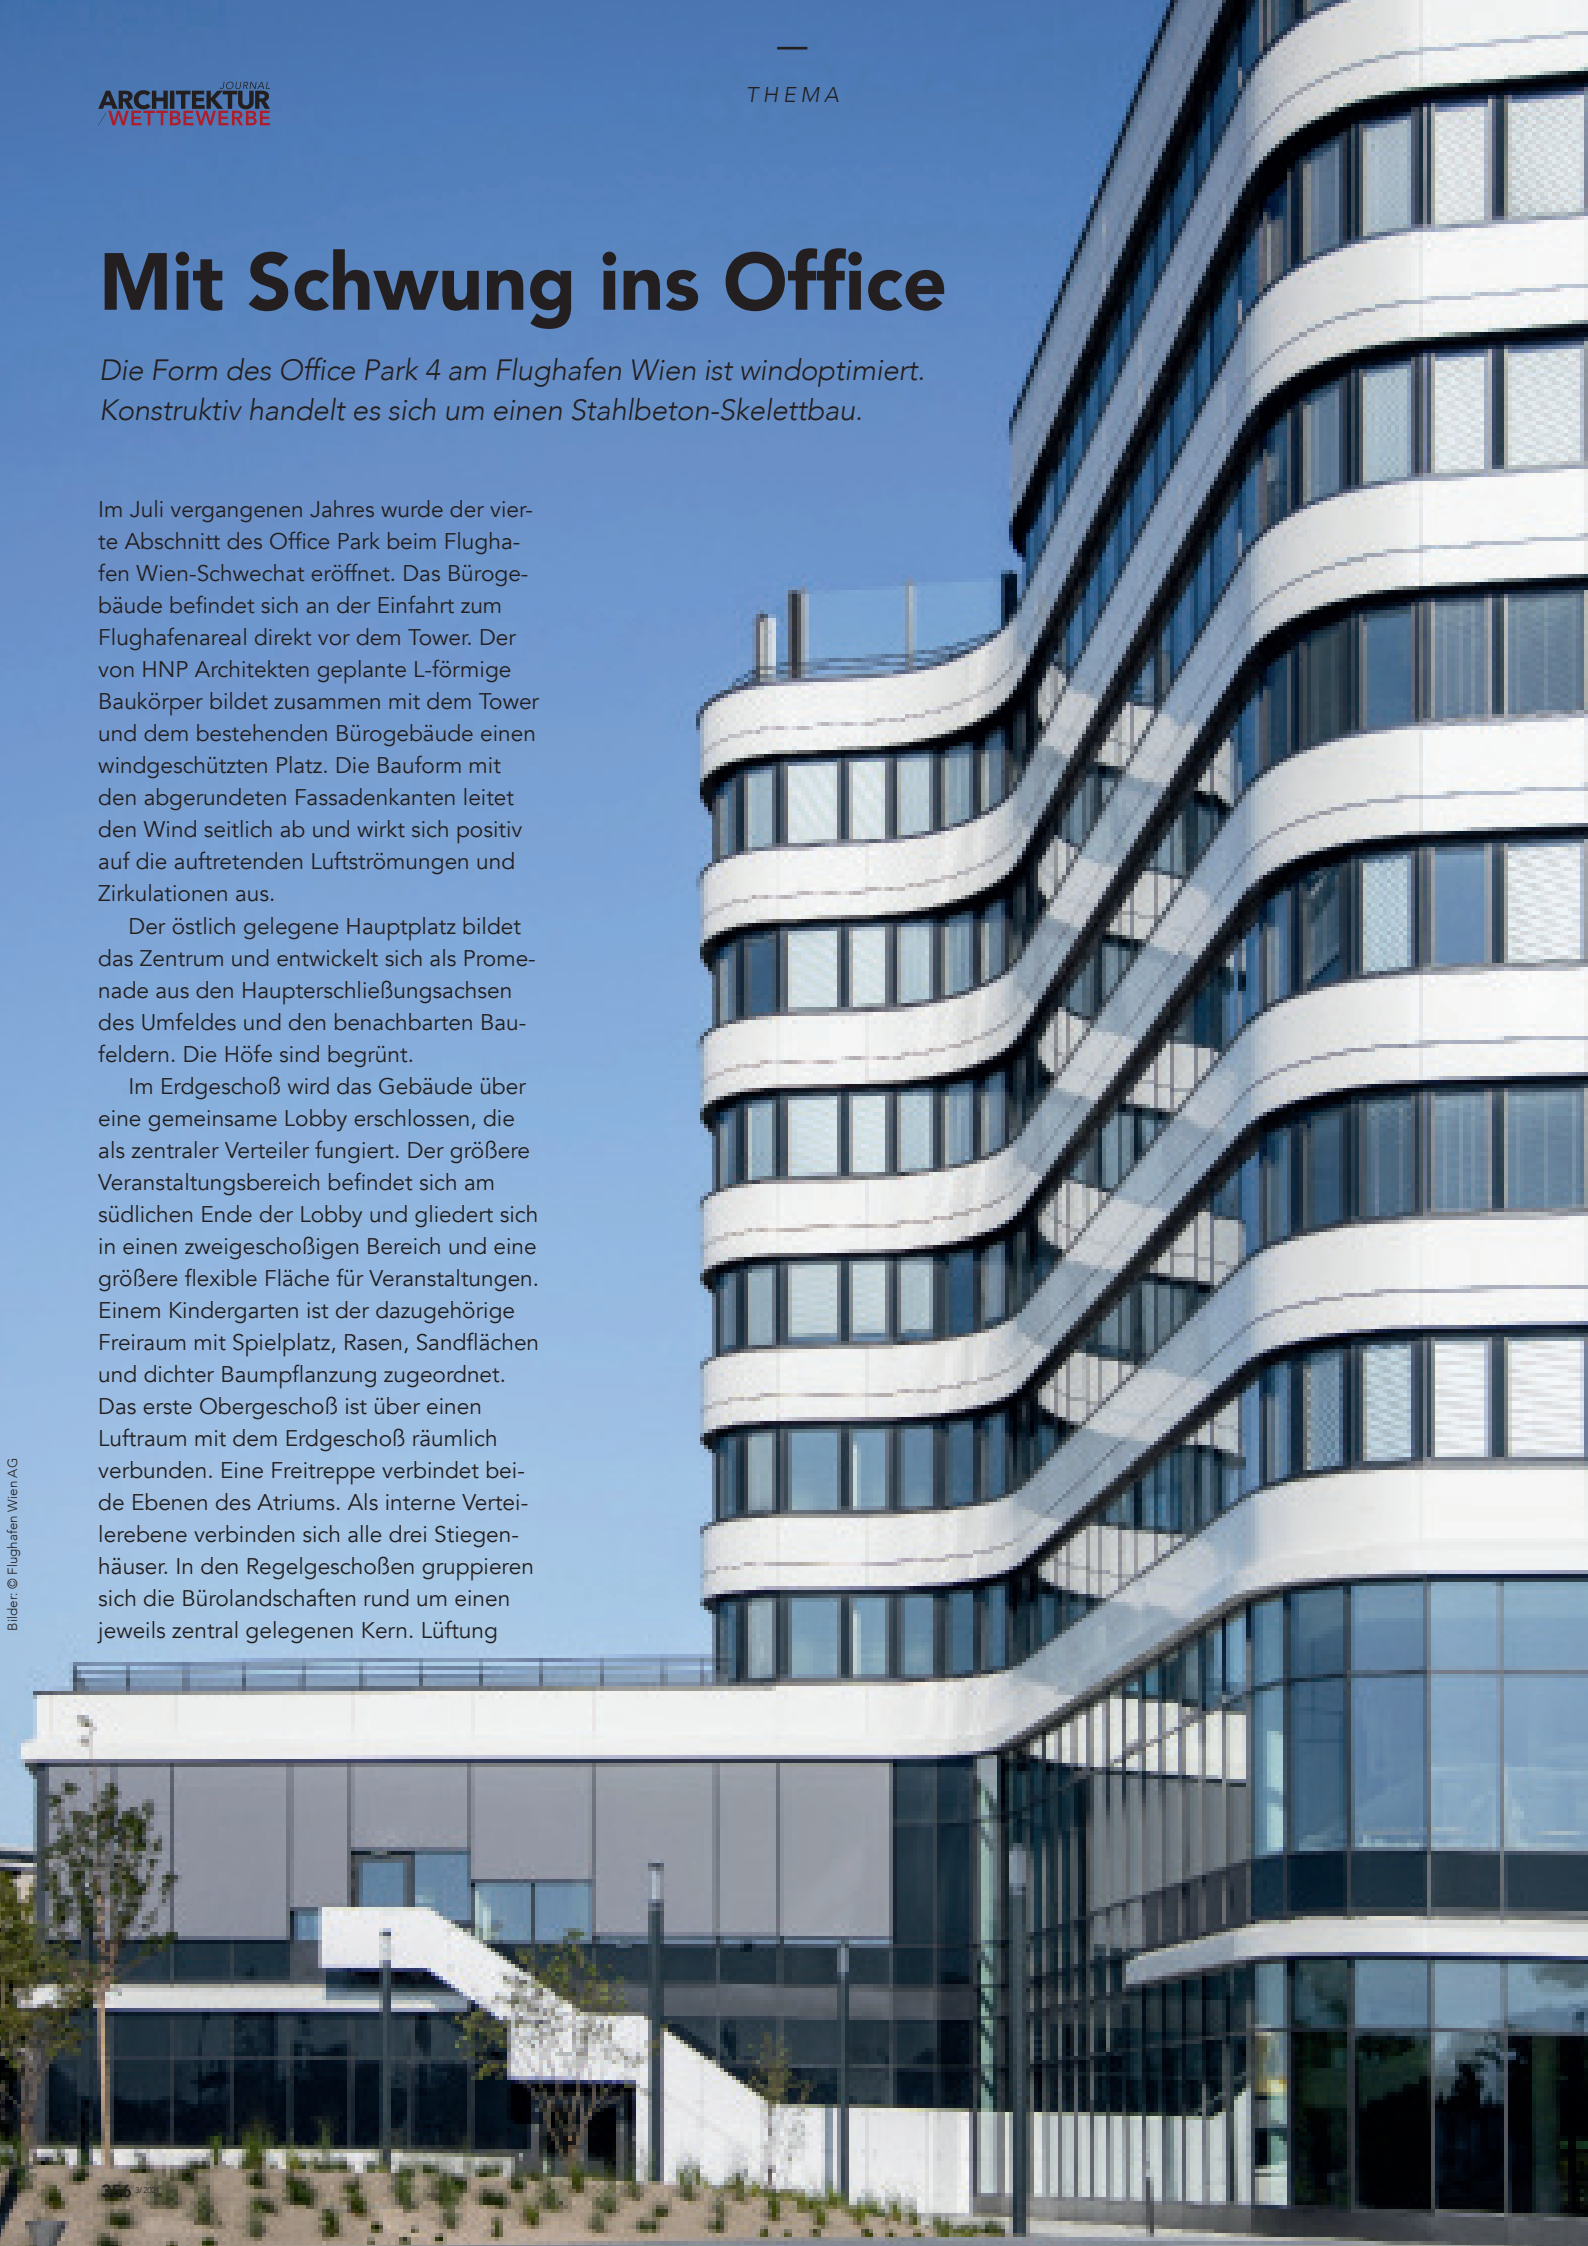 JOURNAL
ARCHITEKTUR
/WETTBEWERBE
THEMA
Mit Schwung ins Office
Die Form des Office Park 4 am Flughafen Wien ist windoptimiert.
Konstruktiv handelt es sich um einen Stahlbeton-Skelettbau.
Im Juli vergangenen Jahres wurde der vier-
te Abschnitt des Office Park beim Flugha-
fen Wien-Schwechat eröffnet. Das Büroge-
bäude befindet sich an der Einfahrt zum
Flughafenareal direkt vor dem Tower. Der
von HNP Architekten geplante L-förmige
Baukörper bildet zusammen mit dem Tower
und dem bestehenden Bürogebäude einen
windgeschützten Platz. Die Bauform mit
den abgerundeten Fassadenkanten leitet
den Wind seitlich ab und wirkt sich positiv
auf die auftretenden Luftströmungen und
Zirkulationen aus.
Der östlich gelegene Hauptplatz bildet
das Zentrum und entwickelt sich als Prome-
nade aus den Haupterschließungsachsen
des Umfeldes und den benachbarten Bau-
feldern. Die Höfe sind begrünt.
Im Erdgeschoß wird das Gebäude über
eine gemeinsame Lobby erschlossen, die
als zentraler Verteiler fungiert. Der größere
Veranstaltungsbereich befindet sich am
südlichen Ende der Lobby und gliedert sich
in einen zweigeschoßigen Bereich und eine
größere flexible Fläche für Veranstaltungen.
Einem Kindergarten ist der dazugehörige
Freiraum mit Spielplatz, Rasen, Sandflächen
und dichter Baumpflanzung zugeordnet.
Das erste Obergeschoß ist über einen
Luftraum mit dem Erdgeschoß räumlich
verbunden. Eine Freitreppe verbindet bei-
de Ebenen des Atriums. Als interne Vertei-
lerebene verbinden sich alle drei Stiegen-
häuser. In den Regelgeschoßen gruppieren
sich die Bürolandschaften rund um einen
jeweils zentral gelegenen Kern. Lüftung
Bilder: © Flughafen Wien AG